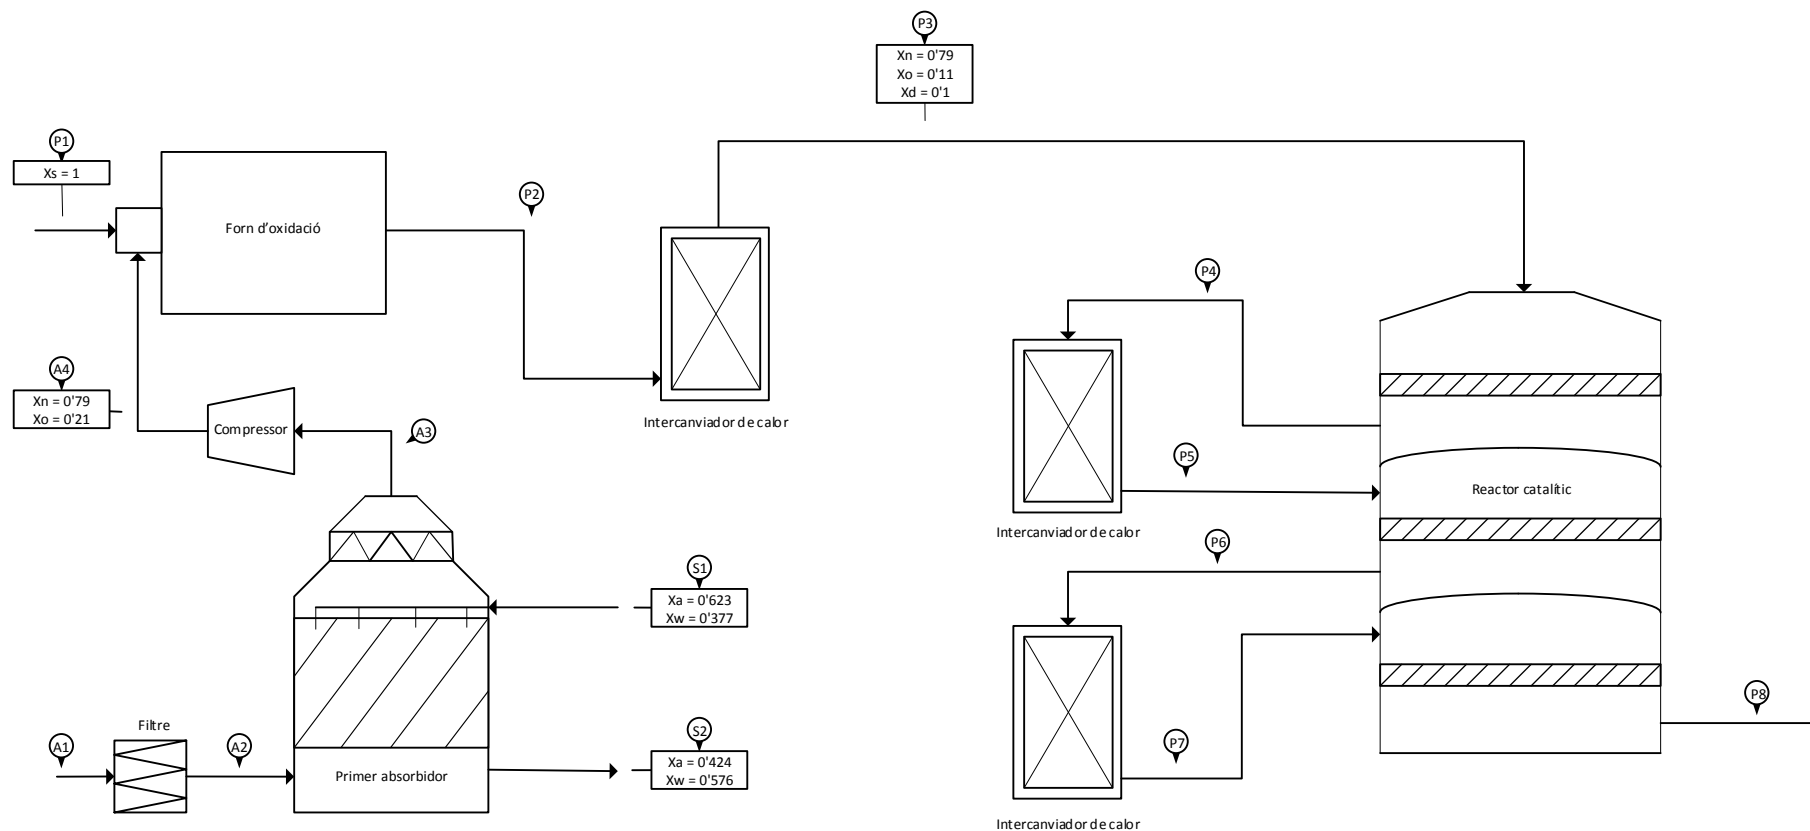 P3
Xn = 0'79
Xo = 0'11
Xd = 0'1
P1
Xs = 1
P2
Forn d'oxidació
P4
A4
Xn = 0'79
Xo = 0'21
Compressor
A3
Intercanviador de calor
P5
Reactor catalític
Intercanviador de calor
P6
S1
Xa = 0'623
Xw = 0'377
Filtre
A1
A2
Primer absorbidor
S2
Xa = 0'424
Xw = 0'576
P7
P8
Intercanviador de calor